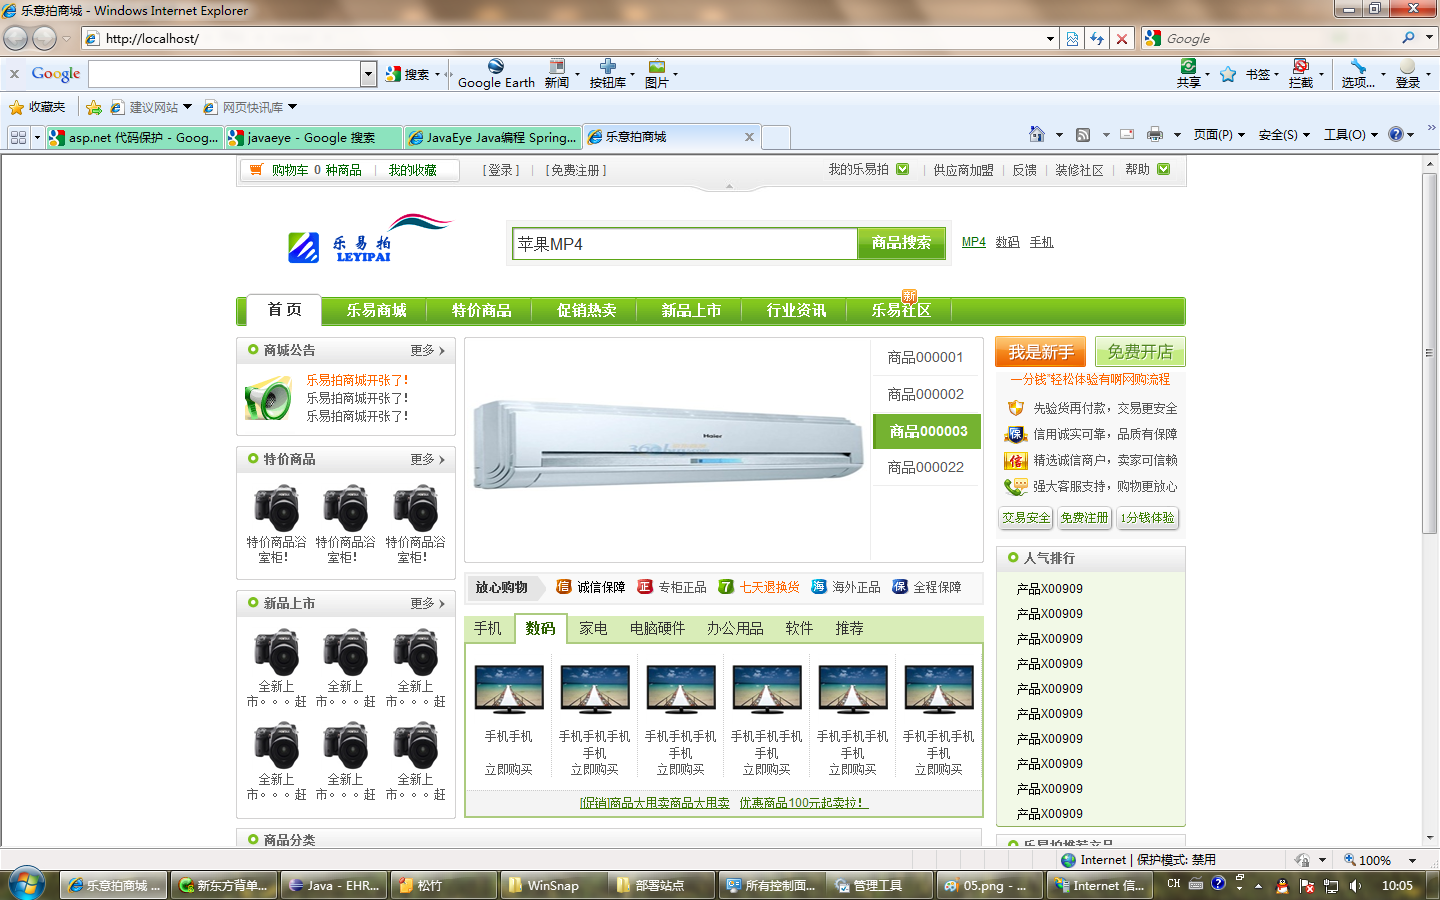 乐意拍商城 - Windows Internet Explorer
http://localhost/
Google
Google
搜索
Google Earth
新闻
按钮库
图片
共享
书签
拦截
选项...
登录
收藏夹
建议网站
网页快讯库
asp.net 代码保护 - Goog...
javaeye - Google 搜索
JavaEye Java编程 Spring...
乐意拍商城
页面(P)
安全(S)
工具(O)
购物车 0 种商品
我的收藏
[ 登录 ]
[ 免费注册 ]
我的乐易拍
供应商加盟
反馈
装修社区
帮助
乐易拍
LEYIPAI
苹果MP4
商品搜索
MP4 数码 手机
首 页
乐易商城
特价商品
促销热卖
新品上市
行业资讯
乐易社区
新
商城公告
更多
乐易拍商城开张了!
乐易拍商城开张了!
乐易拍商城开张了!
特价商品
更多
特价商品浴室柜!
特价商品浴室柜!
特价商品浴室柜!
新品上市
更多
全新上市。。。赶
全新上市。。。赶
全新上市。。。赶
全新上市。。。赶
全新上市。。。赶
全新上市。。。赶
Haier
商品000001
商品000002
商品000003
商品000022
放心购物
信 诚信保障
正 专柜正品
7 七天退换货
海 海外正品
保 全程保障
手机 数码 家电 电脑硬件 办公用品 软件 推荐
手机手机
立即购买
手机手机手机手机
立即购买
手机手机手机手机
立即购买
手机手机手机手机
立即购买
手机手机手机手机
立即购买
手机手机手机手机
立即购买
[促销]商品大甩卖商品大甩卖 优惠商品100元起卖拉!
商品分类
我是新手
免费开店
一分钱"轻松体验有啊网购流程
先验货再付款，交易更安全
保 信用诚实可靠，品质有保障
信 精选诚信商户，卖家可信赖
强大客服支持，购物更放心
交易安全
免费注册
1分钱体验
人气排行
产品X00909
产品X00909
产品X00909
产品X00909
产品X00909
产品X00909
产品X00909
产品X00909
产品X00909
产品X00909
乐易拍推荐产品
Internet | 保护模式: 禁用
100%
乐意拍商城 ...
新东方背单...
Java - EHR...
松竹
WinSnap
部署站点
所有控制面...
管理工具
05.png - ...
Internet 信...
CH
10:05